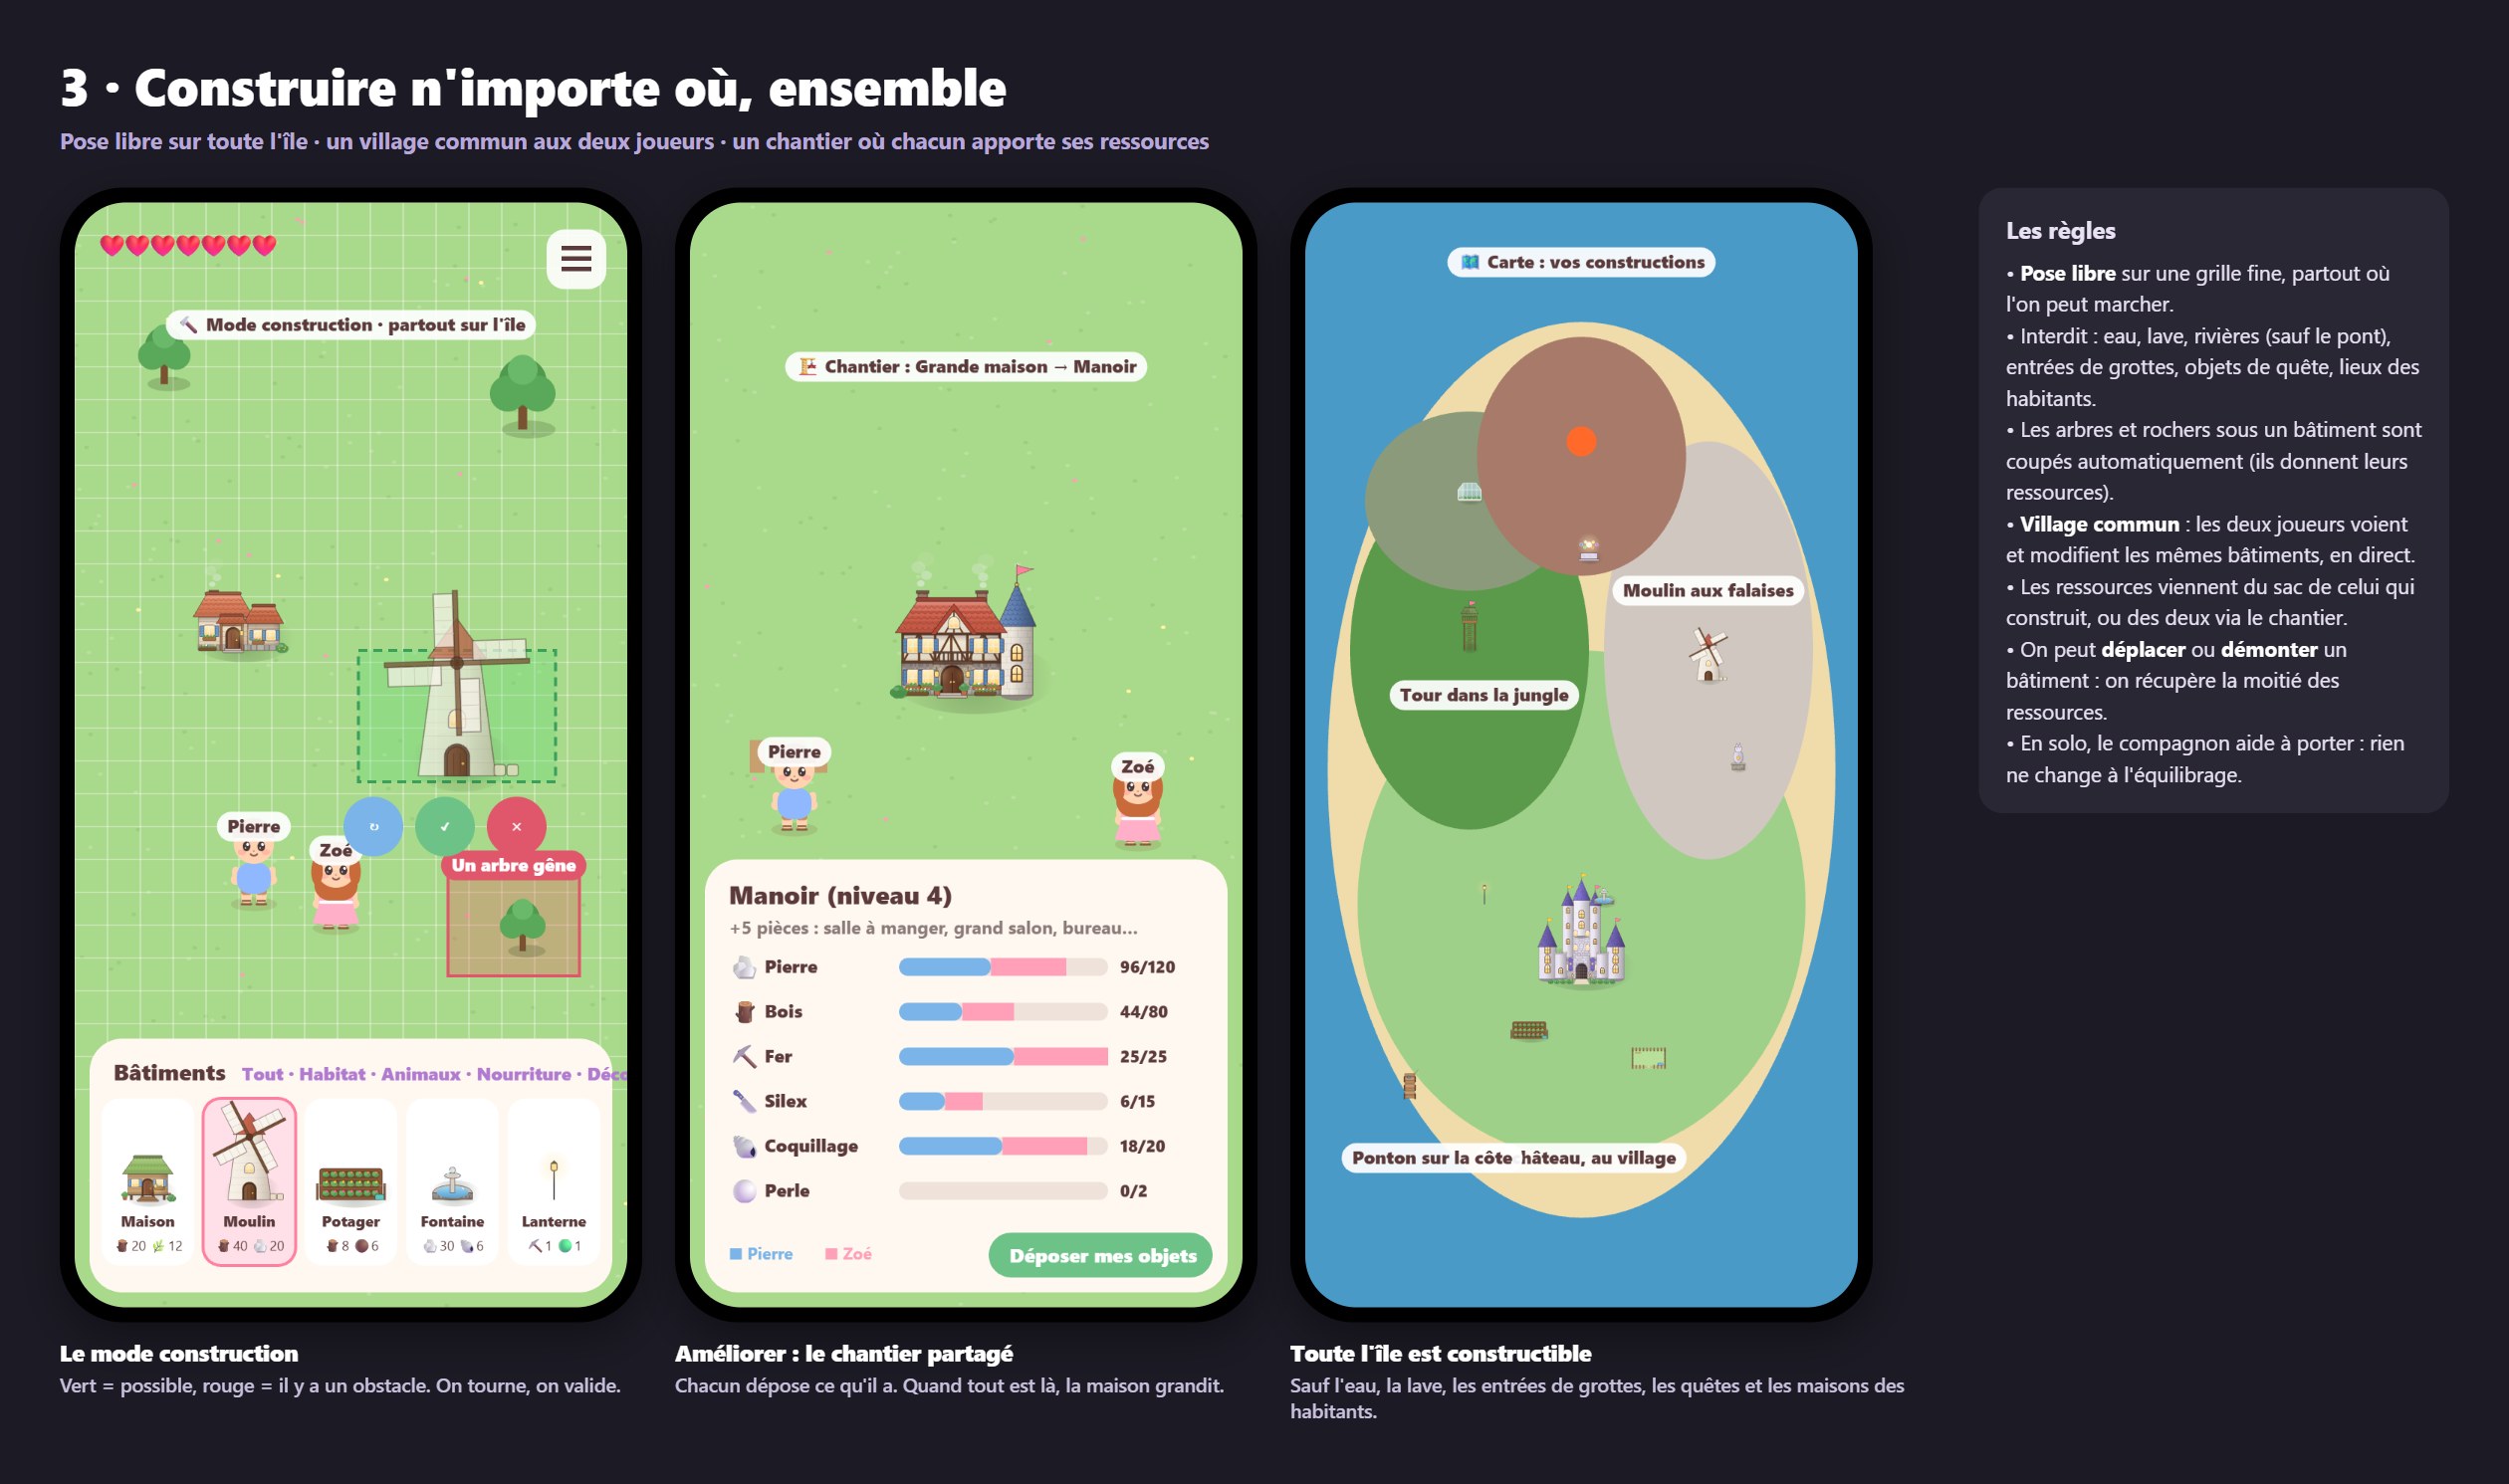 3 · Construire n'importe où, ensemble
Pose libre sur toute l'île · un village commun aux deux joueurs · un chantier où chacun apporte ses ressources
🔨 Mode construction · partout sur l'île
Pierre
Zoé
↻
✓
✕
Un arbre gêne
Bâtiments
Tout · Habitat · Animaux · Nourriture · Déco
Maison
Moulin
Potager
Fontaine
Lanterne
20 12
40 20
8 6
30 6
1 1
Le mode construction
Vert = possible, rouge = il y a un obstacle. On tourne, on valide.
Chantier : Grande maison → Manoir
Pierre
Zoé
Manoir (niveau 4)
+5 pièces : salle à manger, grand salon, bureau...
Pierre 96/120
Bois 44/80
Fer 25/25
Silex 6/15
Coquillage 18/20
Perle 0/2
Pierre
Zoé
Déposer mes objets
Améliorer : le chantier partagé
Chacun dépose ce qu'il a. Quand tout est là, la maison grandit.
Carte : vos constructions
Moulin aux falaises
Tour dans la jungle
Ponton sur la côte hâteau, au village
Toute l'île est constructible
Sauf l'eau, la lave, les entrées de grottes, les quêtes et les maisons des
habitants.
Les règles
• Pose libre sur une grille fine, partout où
l'on peut marcher.
• Interdit : eau, lave, rivières (sauf le pont),
entrées de grottes, objets de quête, lieux des
habitants.
• Les arbres et rochers sous un bâtiment sont
coupés automatiquement (ils donnent leurs
ressources).
• Village commun : les deux joueurs voient
et modifient les mêmes bâtiments, en direct.
• Les ressources viennent du sac de celui qui
construit, ou des deux via le chantier.
• On peut déplacer ou démonter un
bâtiment : on récupère la moitié des
ressources.
• En solo, le compagnon aide à porter : rien
ne change à l'équilibrage.